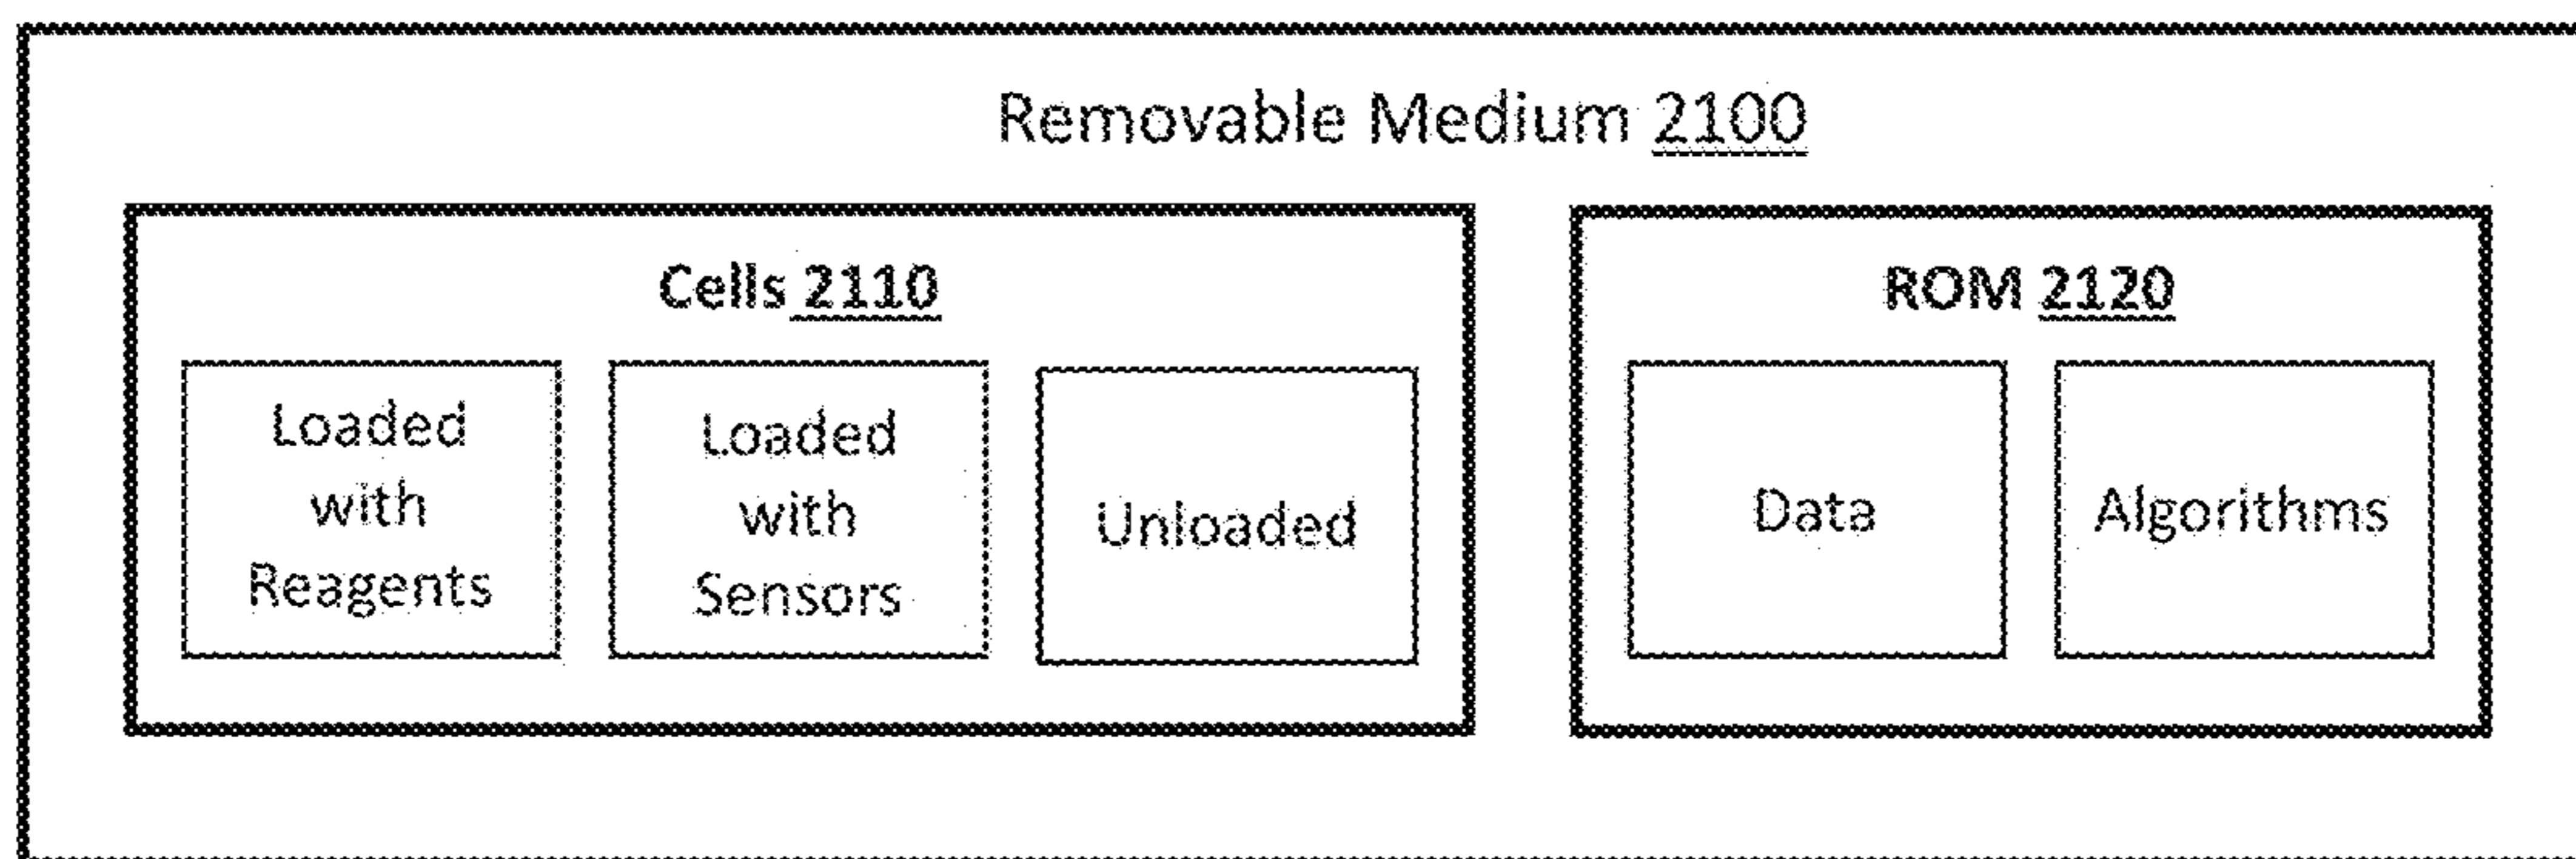 Removable Medium 2100
Cells 2110
Loaded
with
Reagents
Loaded
with
Sensors
Unloaded
ROM 2120
Data
Algorithms